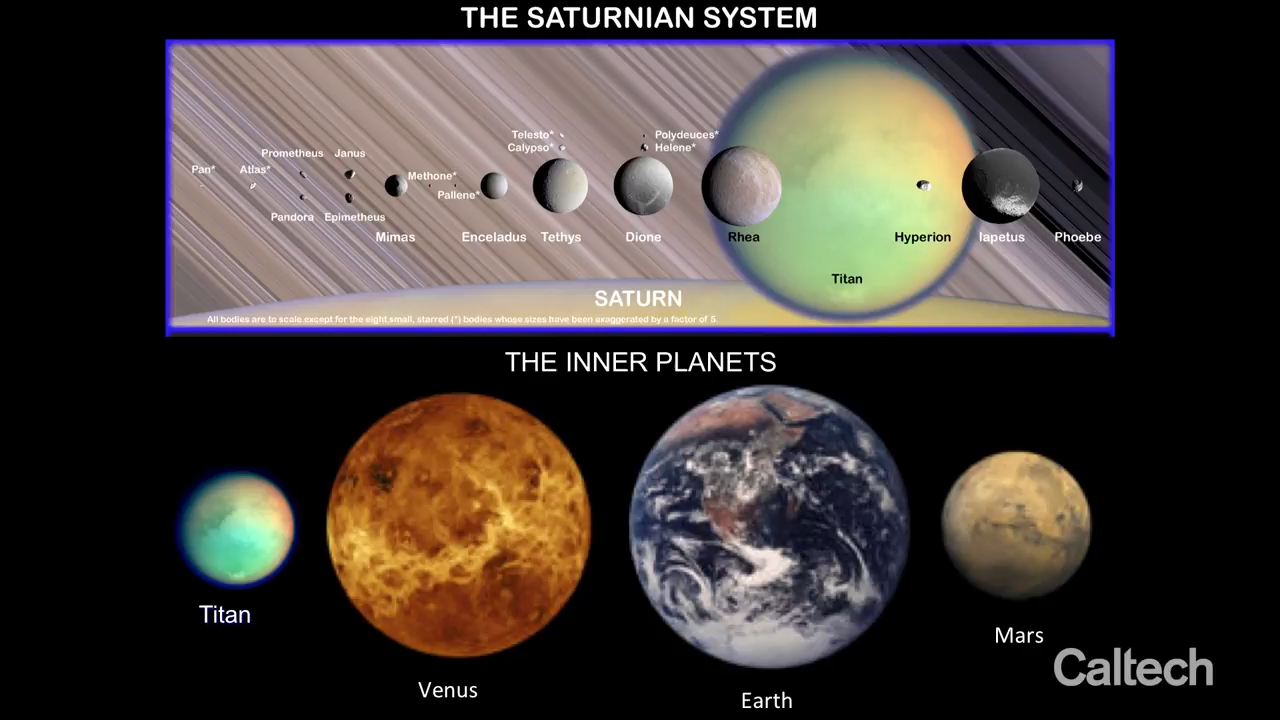 THE SATURNIAN SYSTEM
Telesto* Polydeuces*
Calypso* Helene*
Prometheus Janus
Pan* Atlas*
Methone*
Pallene*
Pandora Epimetheus
Mimas Enceladus Tethys Dione Rhea Hyperion Iapetus Phoebe
Titan
SATURN
All bodies are to scale except for the eight small, starred (*) bodies whose sizes have been exaggerated by a factor of 5.
THE INNER PLANETS
Titan
Mars
Caltech
Venus
Earth